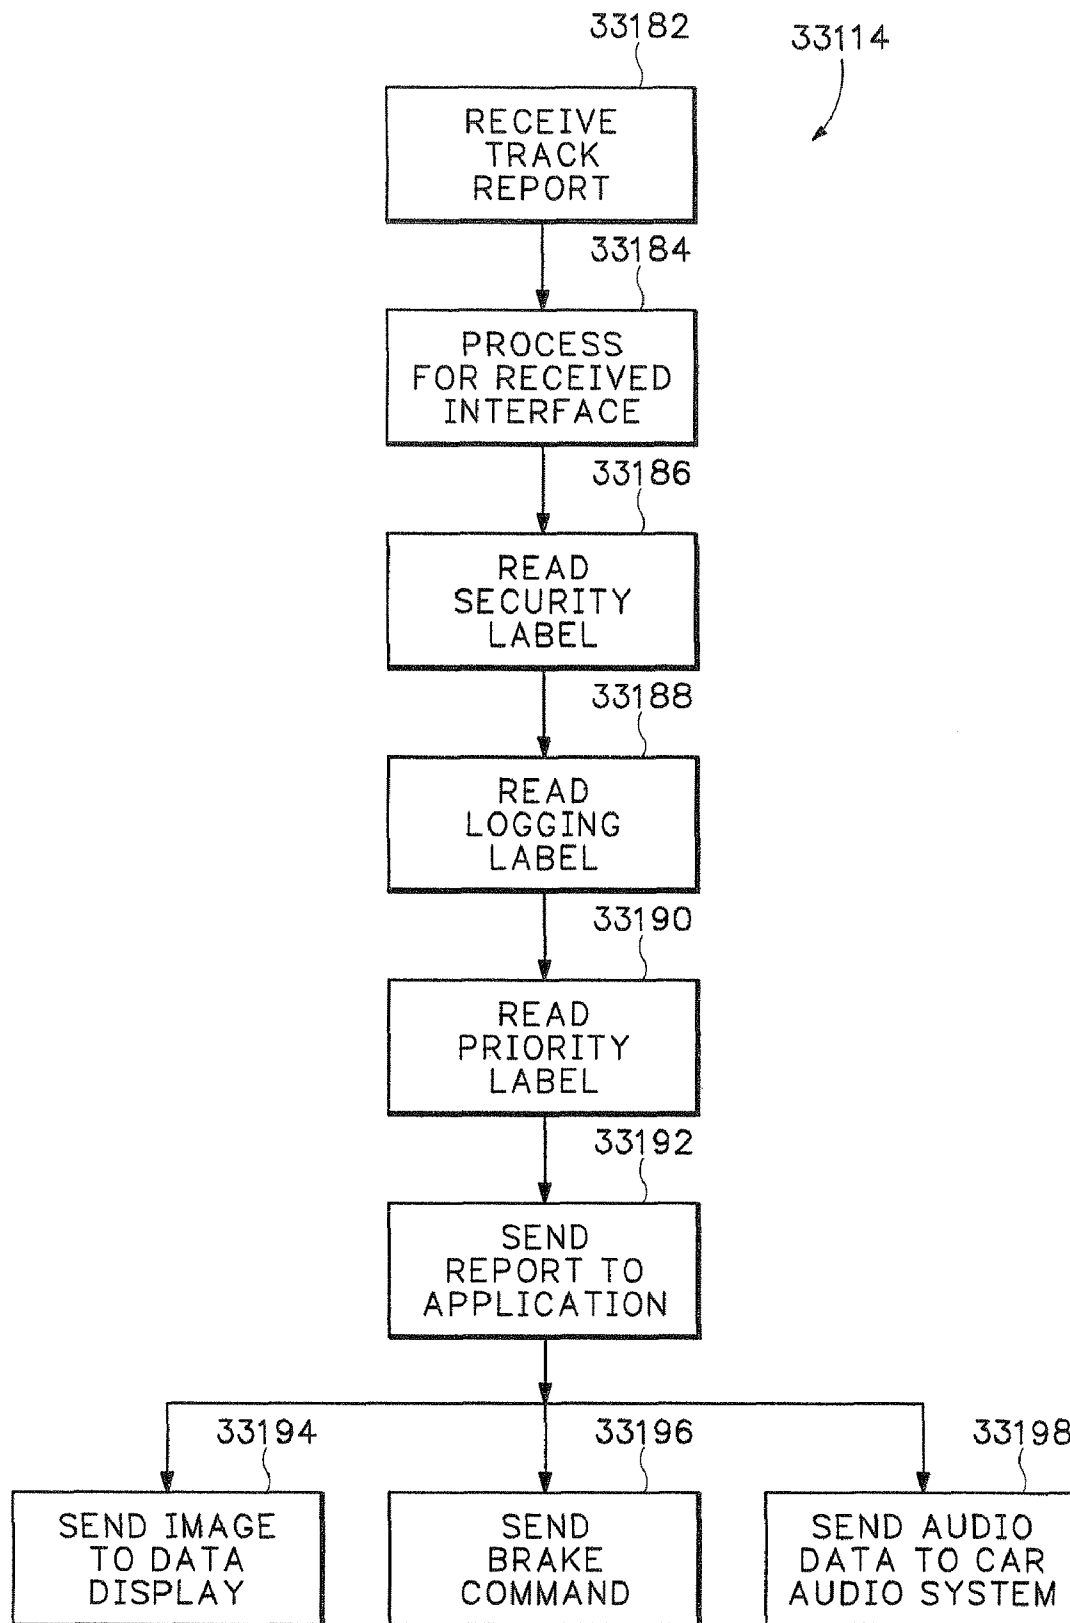 33182
33114
RECEIVE
TRACK
REPORT
33184
PROCESS
FOR RECEIVED
INTERFACE
33186
READ
SECURITY
LABEL
33188
READ
LOGGING
LABEL
33190
READ
PRIORITY
LABEL
33192
SEND
REPORT TO
APPLICATION
33194
SEND IMAGE
TO DATA
DISPLAY
33196
SEND
BRAKE
COMMAND
33198
SEND AUDIO
DATA TO CAR
AUDIO SYSTEM